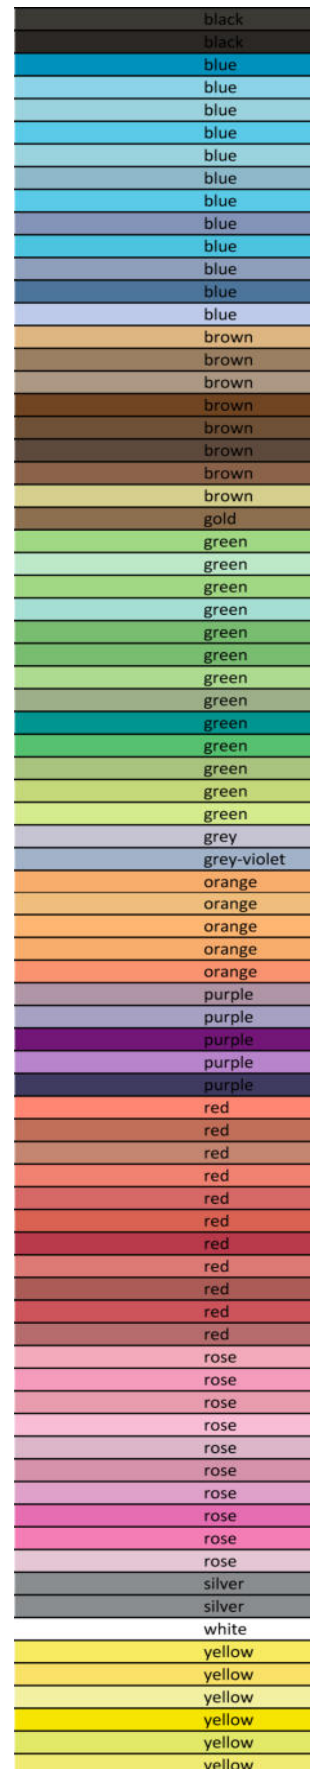 black
black
blue
blue
blue
blue
blue
blue
blue
blue
blue
blue
blue
blue
brown
brown
brown
brown
brown
brown
brown
brown
gold
green
green
green
green
green
green
green
green
green
green
green
green
green
grey
grey-violet
orange
orange
orange
orange
orange
purple
purple
purple
purple
purple
red
red
red
red
red
red
red
red
red
red
red
rose
rose
rose
rose
rose
rose
rose
rose
rose
rose
silver
silver
white
yellow
yellow
yellow
yellow
yellow
yellow